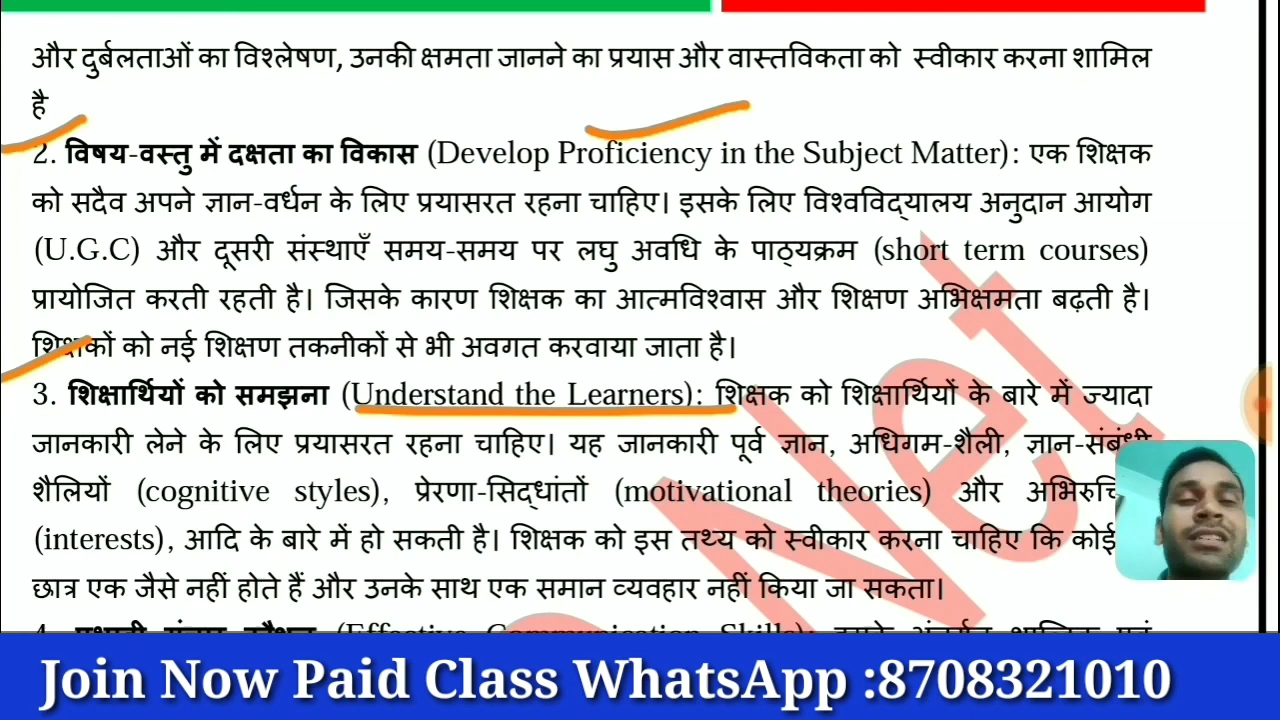 और दुर्बलताओं का विश्लेषण, उनकी क्षमता जानने का प्रयास और वास्तविकता को स्वीकार करना शामिल
है
2. विषय-वस्तु में दक्षता का विकास (Develop Proficiency in the Subject Matter): एक शिक्षक
को सदैव अपने ज्ञान-वर्धन के लिए प्रयासरत रहना चाहिए। इसके लिए विश्वविद्यालय अनुदान आयोग
(U.G.C) और दूसरी संस्थाएँ समय-समय पर लघु अवधि के पाठ्यक्रम (short term courses)
प्रायोजित करती रहती है। जिसके कारण शिक्षक का आत्मविश्वास और शिक्षण अभिक्षमता बढ़ती है।
शिक्षकों को नई शिक्षण तकनीकों से भी अवगत करवाया जाता है।
3. शिक्षार्थियों को समझना (Understand the Learners): शिक्षक को शिक्षार्थियों के बारे में ज्यादा
जानकारी लेने के लिए प्रयासरत रहना चाहिए। यह जानकारी पूर्व ज्ञान, अधिगम-शैली, ज्ञान-संबंधी
शैलियों (cognitive styles), प्रेरणा-सिद्धांतों (motivational theories) और
(interests), आदि के बारे में हो सकती है। शिक्षक को इस तथ्य को स्वीकार करना चाहिए कि कोई
छात्र एक जैसे नहीं होते हैं और उनके साथ एक समान व्यवहार नहीं किया जा सकता।
4. (Effective Communication Skills):
Net
Join Now Paid Class WhatsApp :8708321010